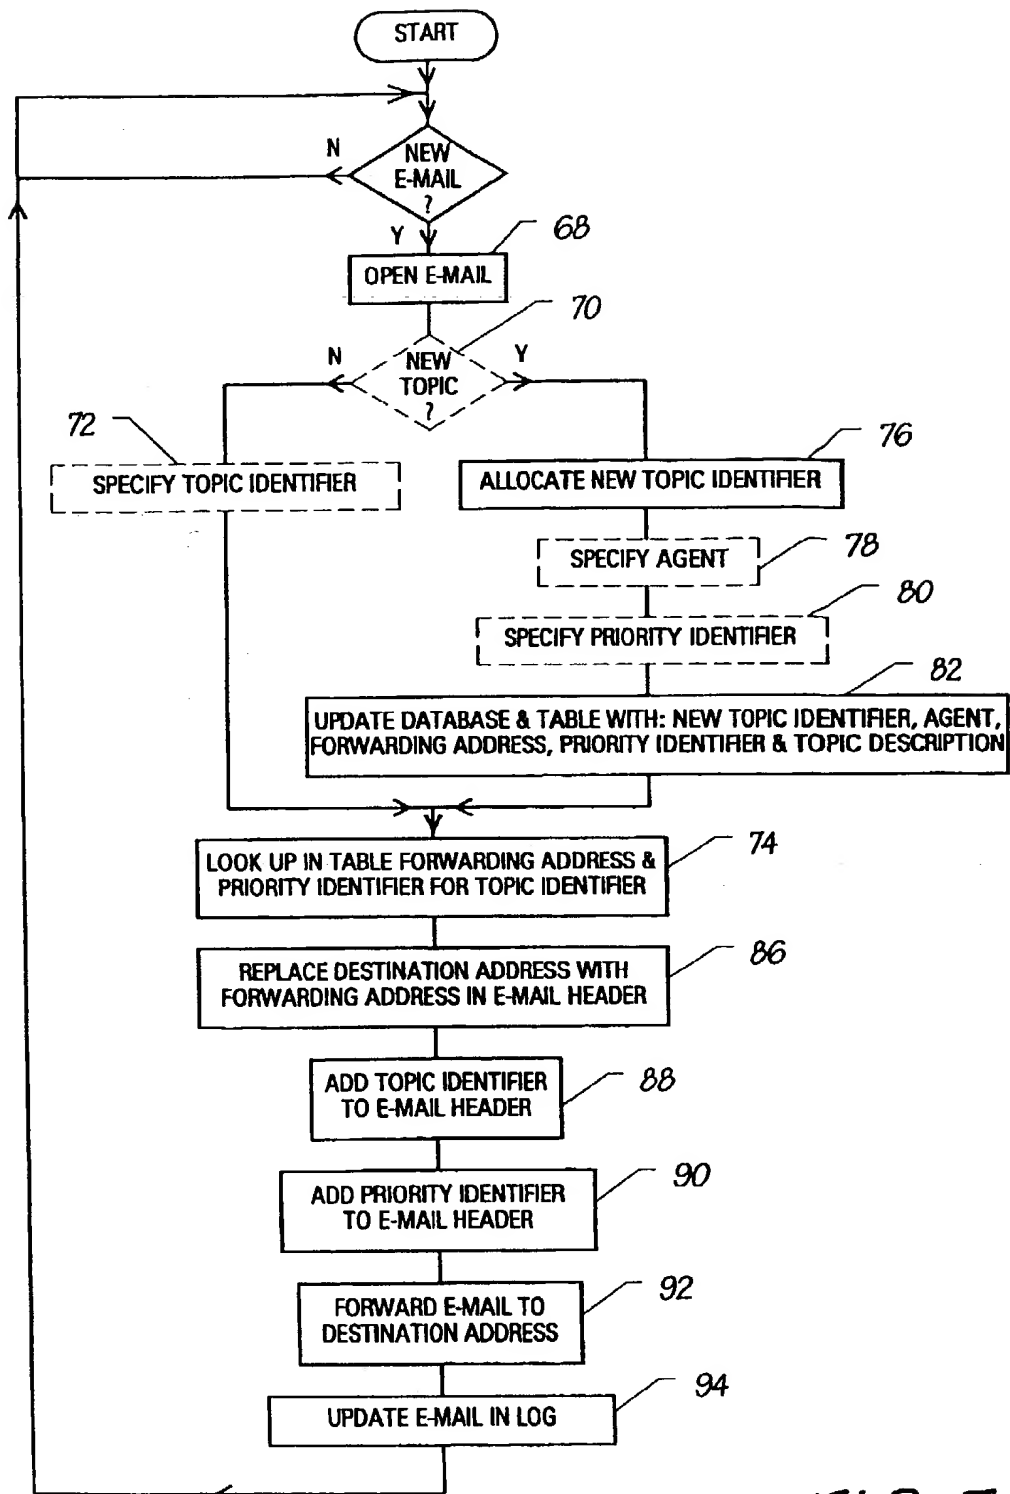 START
N
NEW
E-MAIL
?
Y
68
OPEN E-MAIL
70
N
NEW
TOPIC
?
Y
72
SPECIFY TOPIC IDENTIFIER
76
ALLOCATE NEW TOPIC IDENTIFIER
78
SPECIFY AGENT
80
SPECIFY PRIORITY IDENTIFIER
82
UPDATE DATABASE & TABLE WITH: NEW TOPIC IDENTIFIER, AGENT,
FORWARDING ADDRESS, PRIORITY IDENTIFIER & TOPIC DESCRIPTION
74
LOOK UP IN TABLE FORWARDING ADDRESS &
PRIORITY IDENTIFIER FOR TOPIC IDENTIFIER
86
REPLACE DESTINATION ADDRESS WITH
FORWARDING ADDRESS IN E-MAIL HEADER
88
ADD TOPIC IDENTIFIER
TO E-MAIL HEADER
90
ADD PRIORITY IDENTIFIER
TO E-MAIL HEADER
92
FORWARD E-MAIL TO
DESTINATION ADDRESS
94
UPDATE E-MAIL IN LOG